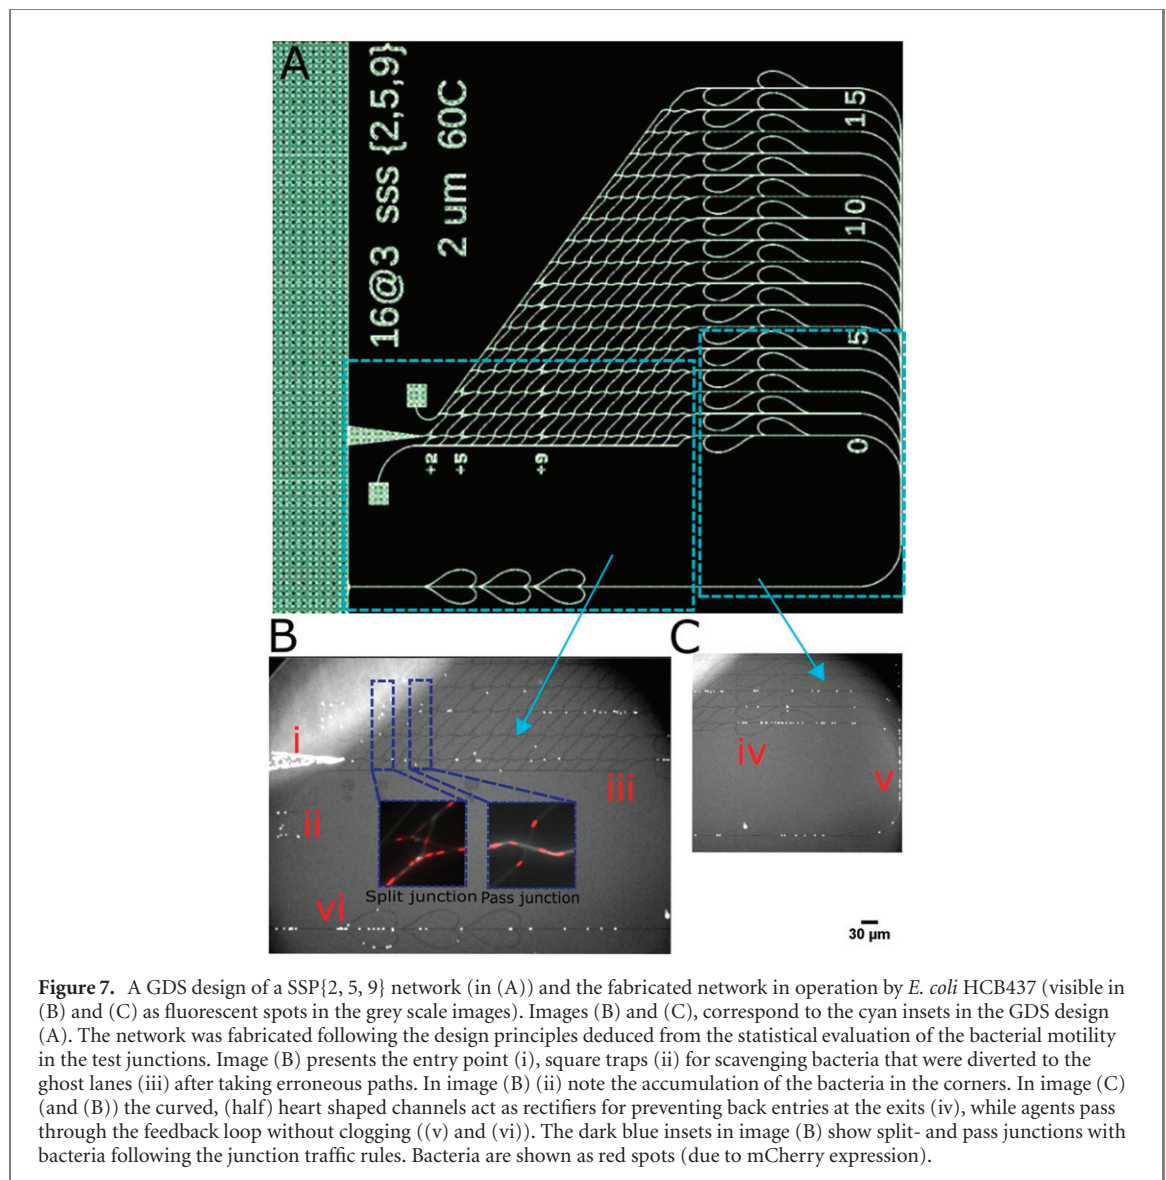 A
16@3 sss {2,5,9}
2 um 60C
15
10
5
0
+2
+5
+9
B
C
i
ii
iii
iv
v
vi
Split junction
Pass junction
30 µm
Figure 7. A GDS design of a SSP{2, 5, 9} network (in (A)) and the fabricated network in operation by E. coli HCB437 (visible in
(B) and (C) as fluorescent spots in the grey scale images). Images (B) and (C), correspond to the cyan insets in the GDS design
(A). The network was fabricated following the design principles deduced from the statistical evaluation of the bacterial motility
in the test junctions. Image (B) presents the entry point (i), square traps (ii) for scavenging bacteria that were diverted to the
ghost lanes (iii) after taking erroneous paths. In image (B) (ii) note the accumulation of the bacteria in the corners. In image (C)
(and (B)) the curved, (half) heart shaped channels act as rectifiers for preventing back entries at the exits (iv), while agents pass
through the feedback loop without clogging ((v) and (vi)). The dark blue insets in image (B) show split- and pass junctions with
bacteria following the junction traffic rules. Bacteria are shown as red spots (due to mCherry expression).